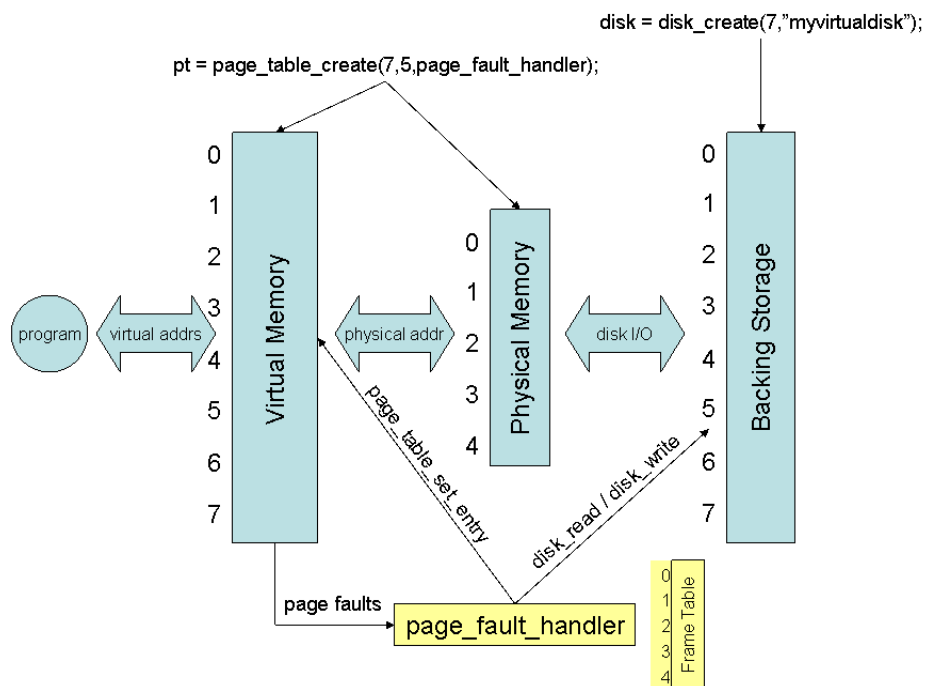 disk = disk_create(7,"myvirtualdisk");
pt = page_table_create(7,5,page_fault_handler);
0
1
2
3
4
5
6
7
Virtual Memory
0
1
2
3
4
Physical Memory
0
1
2
3
4
5
6
7
Backing Storage
program
virtual addrs
physical addr
disk I/O
page_table_set_entry
disk_read / disk_write
page faults
page_fault_handler
0
1
2
3
4
Frame Table